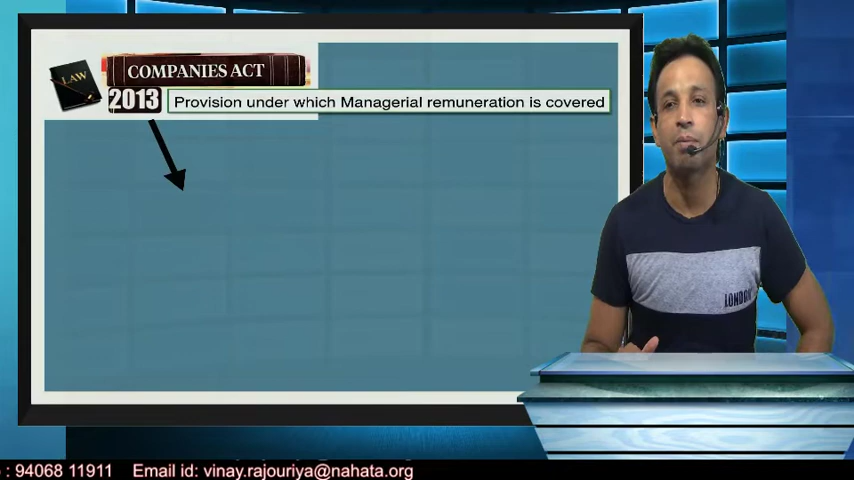 LAW
COMPANIES ACT
2013
Provision under which Managerial remuneration is covered
LONDON
: 94068 11911 Email id: vinay.rajouriya@nahata.org